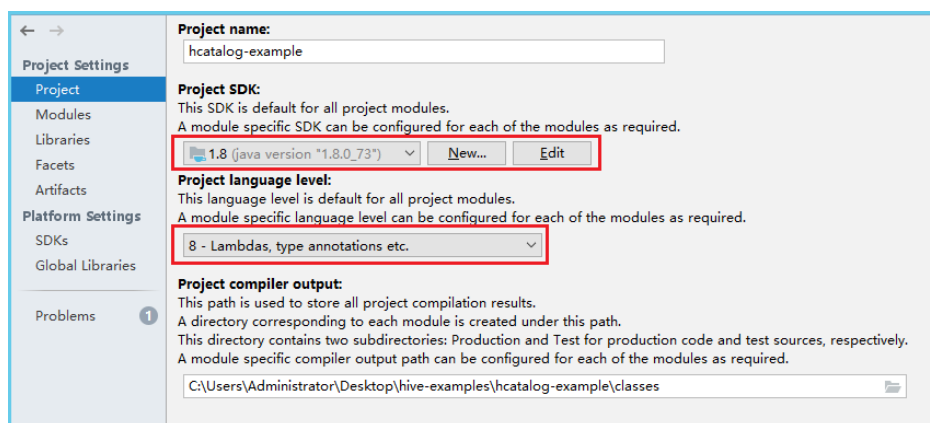 Project Settings
Project
Modules
Libraries
Facets
Artifacts
Platform Settings
SDKs
Global Libraries
Problems 1
Project name:
hcatalog-example
Project SDK:
This SDK is default for all project modules.
A module specific SDK can be configured for each of the modules as required.
1.8 (java version "1.8.0_73") New... Edit
Project language level:
This language level is default for all project modules.
A module specific language level can be configured for each of the modules as required.
8 - Lambdas, type annotations etc.
Project compiler output:
This path is used to store all project compilation results.
A directory corresponding to each module is created under this path.
This directory contains two subdirectories: Production and Test for production code and test sources, respectively.
A module specific compiler output path can be configured for each of the modules as required.
C:\Users\Administrator\Desktop\hive-examples\hcatalog-example\classes